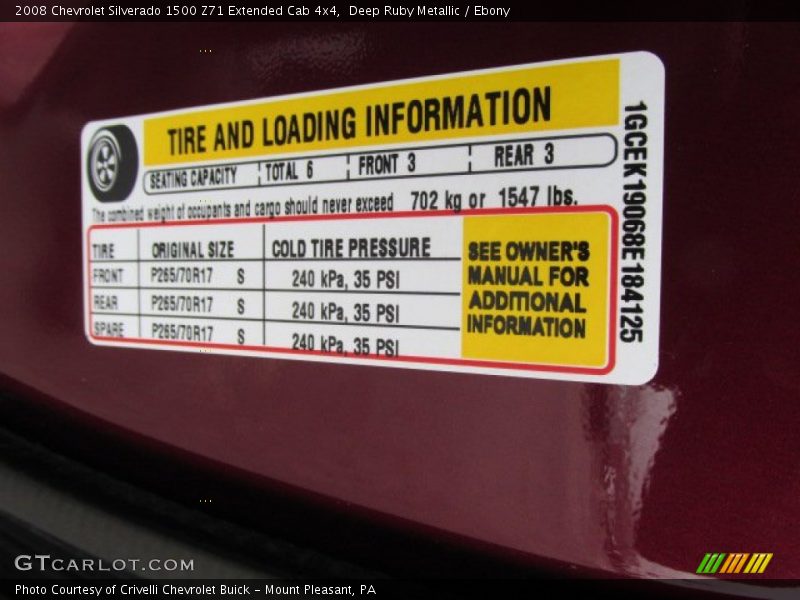 2008 Chevrolet Silverado 1500 Z71 Extended Cab 4x4, Deep Ruby Metallic / Ebony
TIRE AND LOADING INFORMATION
SEATING CAPACITY TOTAL 6 FRONT 3 REAR 3
The combined weight of occupants and cargo should never exceed 702 kg or 1547 lbs.
TIRE ORIGINAL SIZE COLD TIRE PRESSURE
FRONT P265/70R17 S 240 kPa, 35 PSI
REAR P265/70R17 S 240 kPa, 35 PSI
SPARE P265/70R17 S 240 kPa, 35 PSI
SEE OWNER'S
MANUAL FOR
ADDITIONAL
INFORMATION
1GCEK19068E184125
GTCARLOT.COM
Photo Courtesy of Crivelli Chevrolet Buick - Mount Pleasant, PA